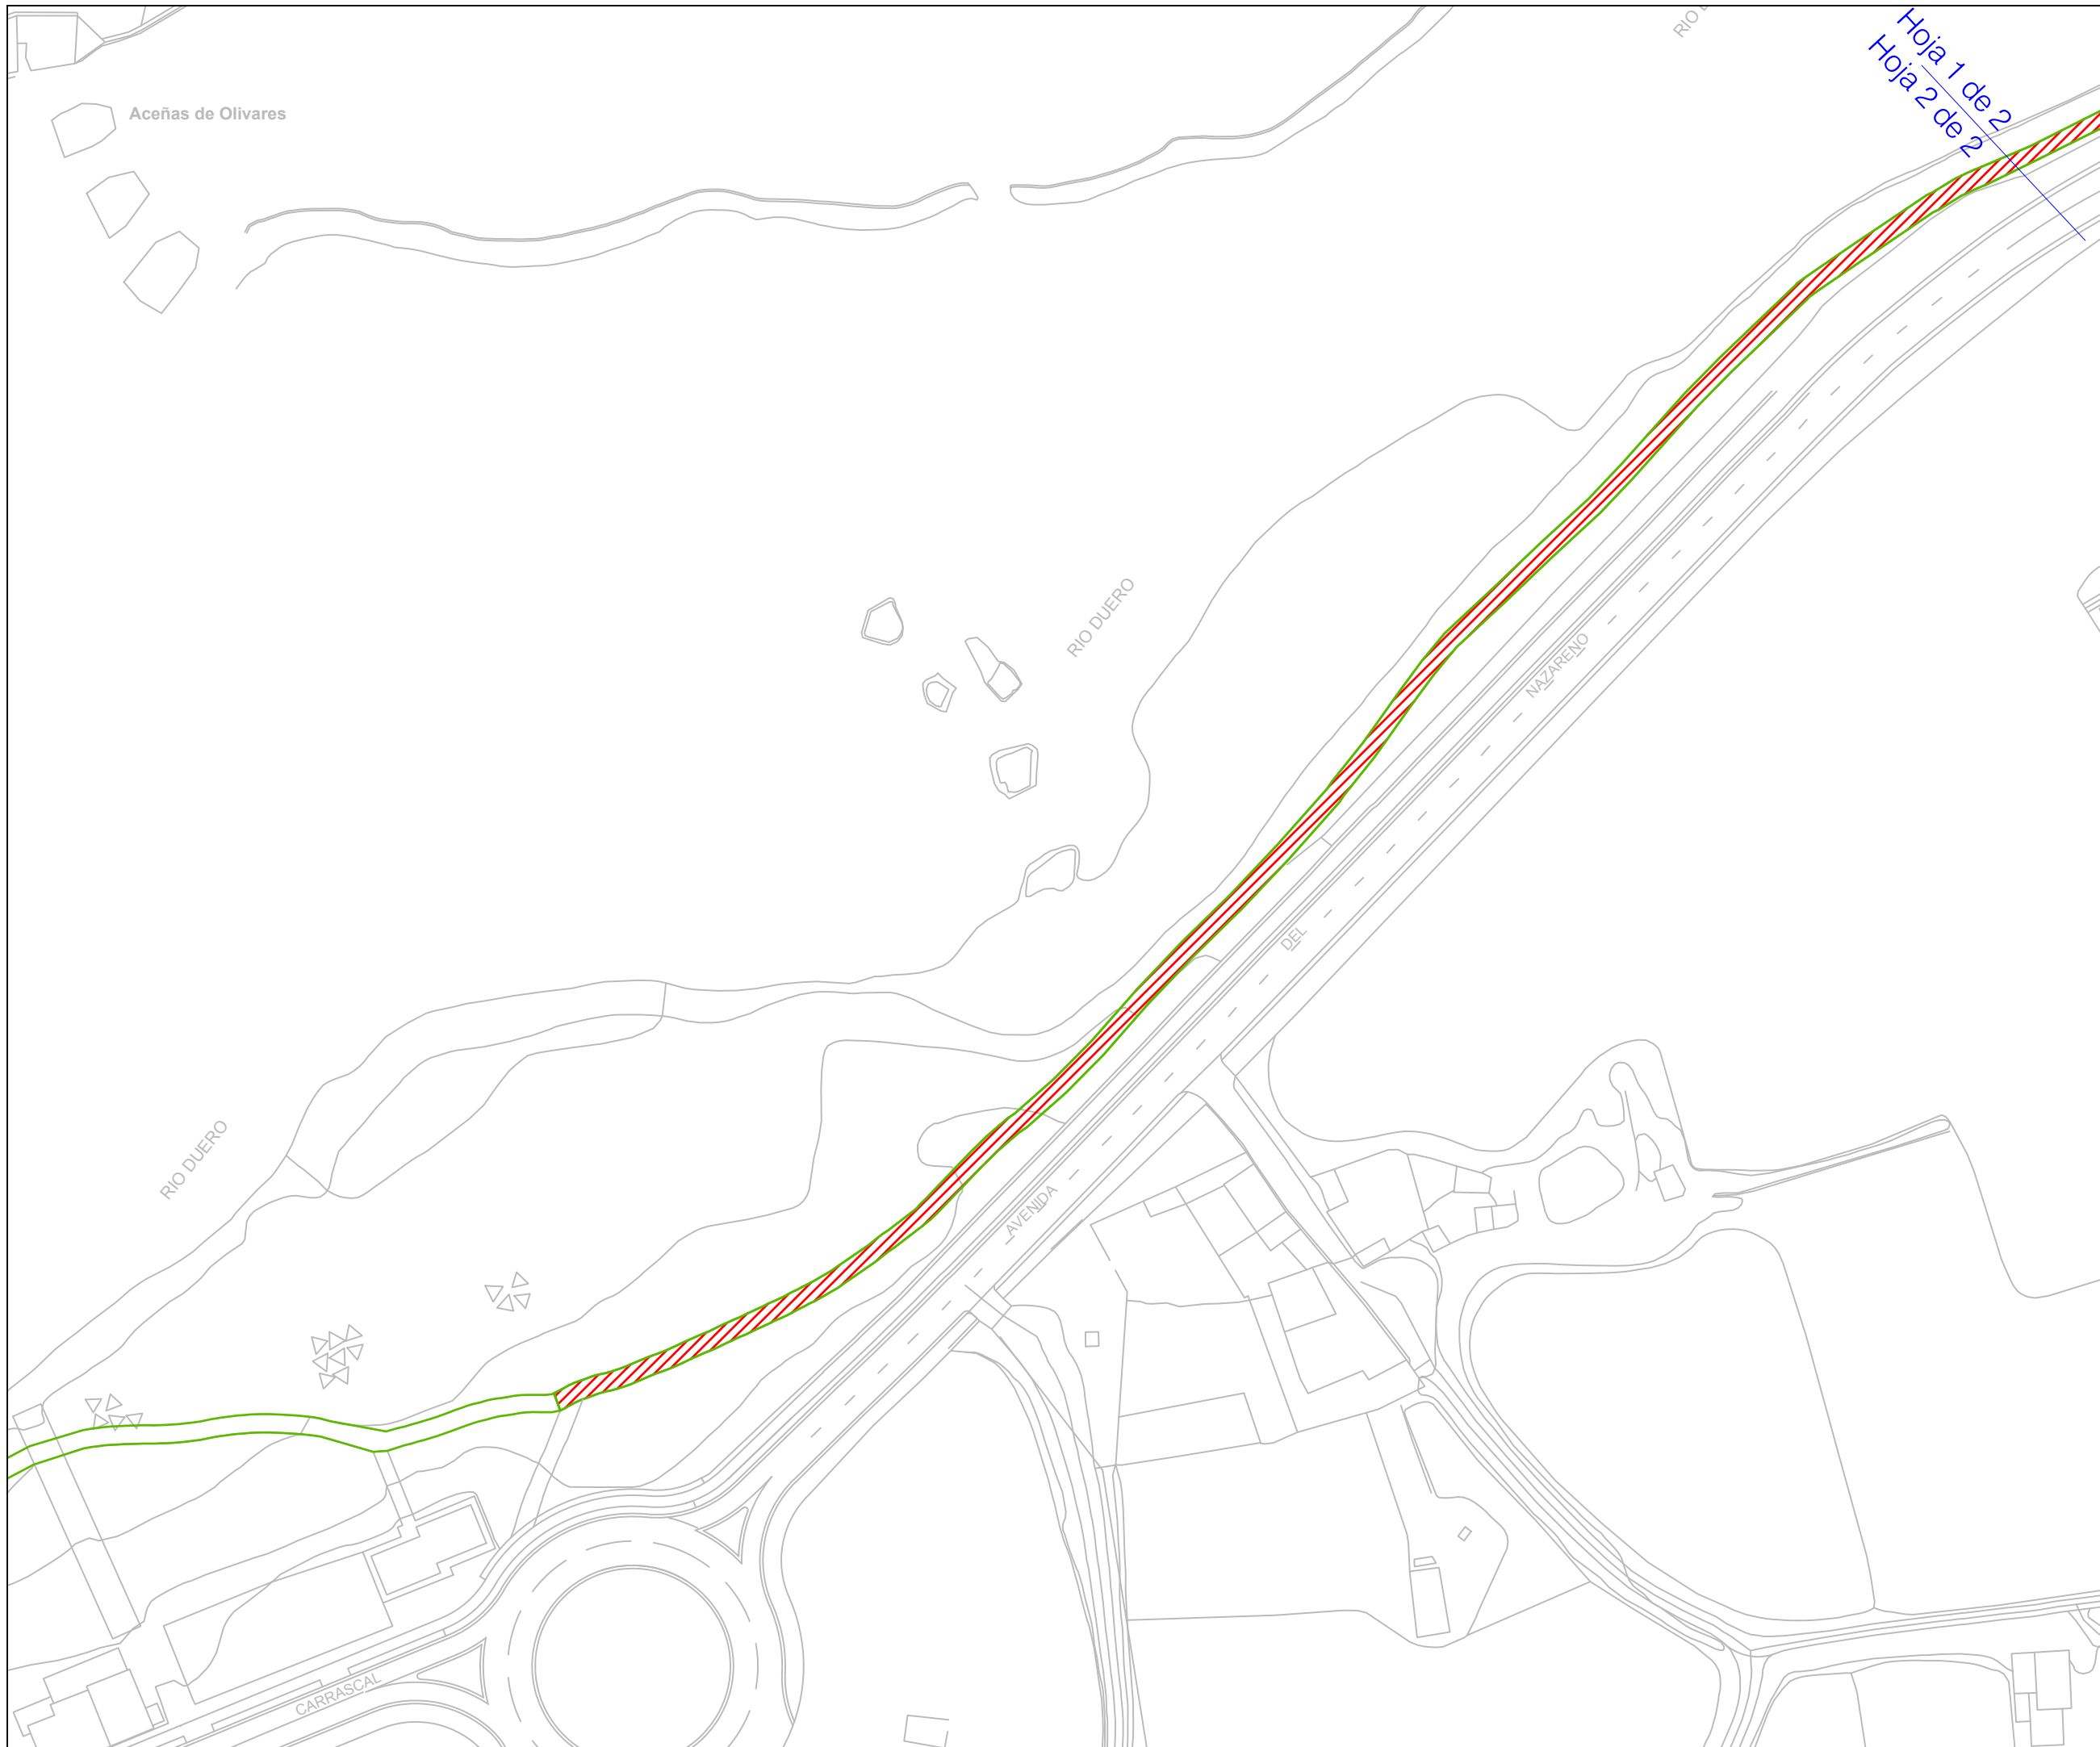 RIO
Hoja 1 de 2
Hoja 2 de 2
Aceñas de Olivares
RIO DUERO
NAZARENO
DEL
RIO DUERO
AVENIDA
CARRASCAL